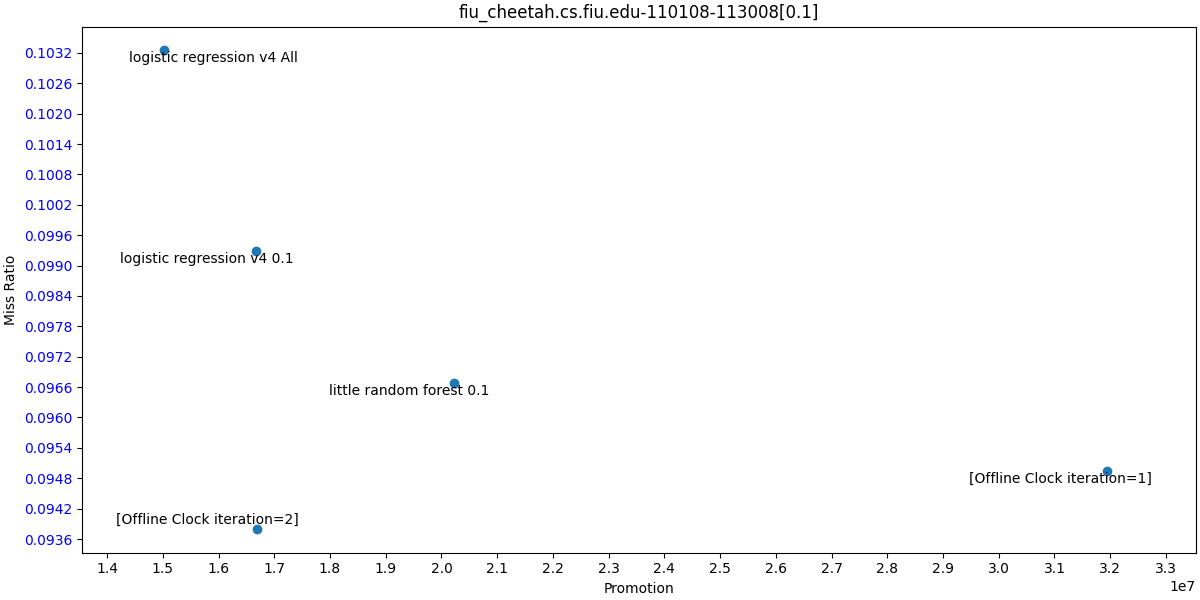 fiu_cheetah.cs.fiu.edu-110108-113008[0.1]
0.1032
logistic regression v4 All
0.1026
0.1020
0.1014
0.1008
0.1002
0.0996
logistic regression v4 0.1
0.0990
0.0984
0.0978
0.0972
0.0966
little random forest 0.1
0.0960
0.0954
0.0948
[Offline Clock iteration=1]
0.0942
[Offline Clock iteration=2]
0.0936
Miss Ratio
1.4 1.5 1.6 1.7 1.8 1.9 2.0 2.1 2.2 2.3 2.4 2.5 2.6 2.7 2.8 2.9 3.0 3.1 3.2 3.3
1e7
Promotion